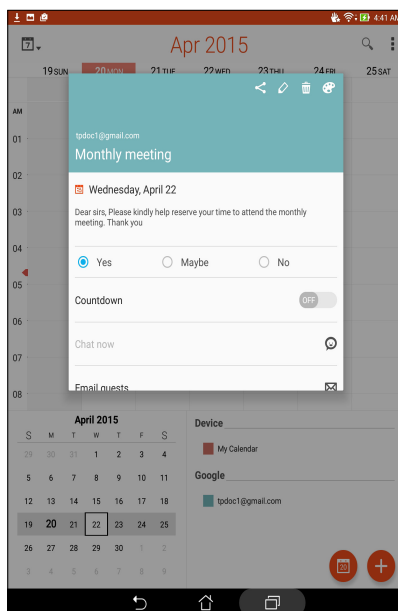 4:41 AM
7
Apr 2015
19 SUN 20 MON 21 TUE 22 WED 23 THU 24 FRI 25 SAT
AM
01
02
03
04
05
06
07
08
tpdoc1@gmail.com
Monthly meeting
Wednesday, April 22
Dear sirs, Please kindly help reserve your time to attend the monthly
meeting. Thank you
Yes Maybe No
Countdown OFF
Chat now
Email guests
April 2015
S M T W T F S
29 30 31 1 2 3 4
5 6 7 8 9 10 11
12 13 14 15 16 17 18
19 20 21 22 23 24 25
26 27 28 29 30 1 2
3 4 5 6 7 8 9
Device
My Calendar
Google
tpdoc1@gmail.com
20